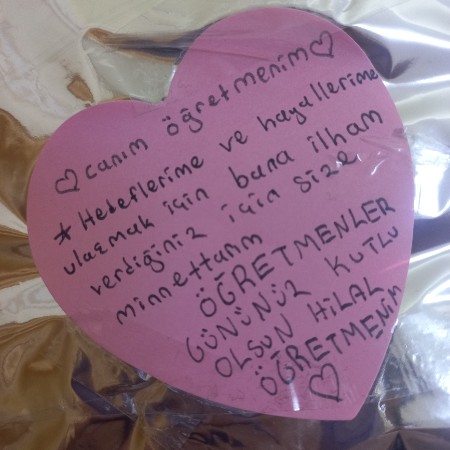 ♡ canım öğretmenim ♡
* Hedeflerime ve hayallerime
ulaşmak için bana ilham
verdiğiniz için size
minnettarım
ÖĞRETMENLER
GÜNÜNÜZ KUTLU
OLSUN HİLAL
ÖĞRETMENİM
♡